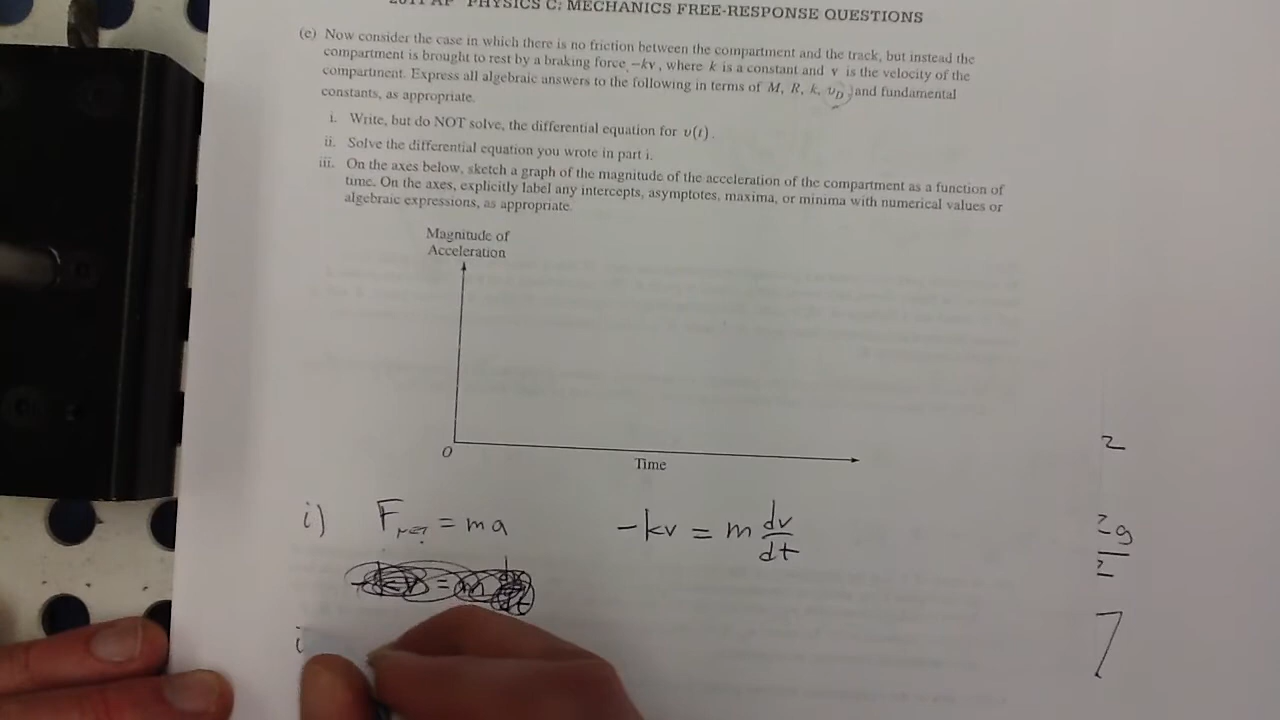 2011 AP PHYSICS C: MECHANICS FREE-RESPONSE QUESTIONS
(e) Now consider the case in which there is no friction between the compartment and the track, but instead the
compartment is brought to rest by a braking force −kv, where k is a constant and v is the velocity of the
compartment. Express all algebraic answers to the following in terms of M, R, k, υD, and fundamental
constants, as appropriate.
i. Write, but do NOT solve, the differential equation for υ(t).
ii. Solve the differential equation you wrote in part i.
iii. On the axes below, sketch a graph of the magnitude of the acceleration of the compartment as a function of
time. On the axes, explicitly label any intercepts, asymptotes, maxima, or minima with numerical values or
algebraic expressions, as appropriate.
Magnitude of
Acceleration
O
Time
i) Fnet = ma −kv = m dv/dt
i
2
2g
2
7